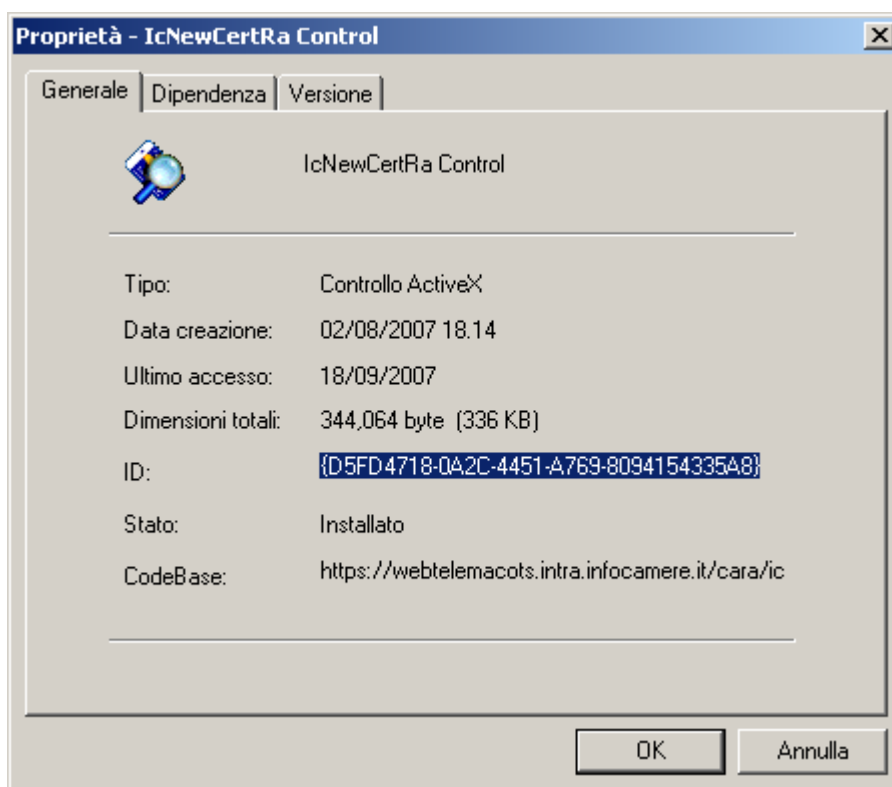 Proprietà - IcNewCertRa Control
Generale Dipendenza Versione
IcNewCertRa Control
Tipo: Controllo ActiveX
Data creazione: 02/08/2007 18.14
Ultimo accesso: 18/09/2007
Dimensioni totali: 344,064 byte (336 KB)
ID: {D5FD4718-0A2C-4451-A769-8094154335A8}
Stato: Installato
CodeBase: https://webtelemacots.intra.infocamere.it/cara/ic
OK Annulla